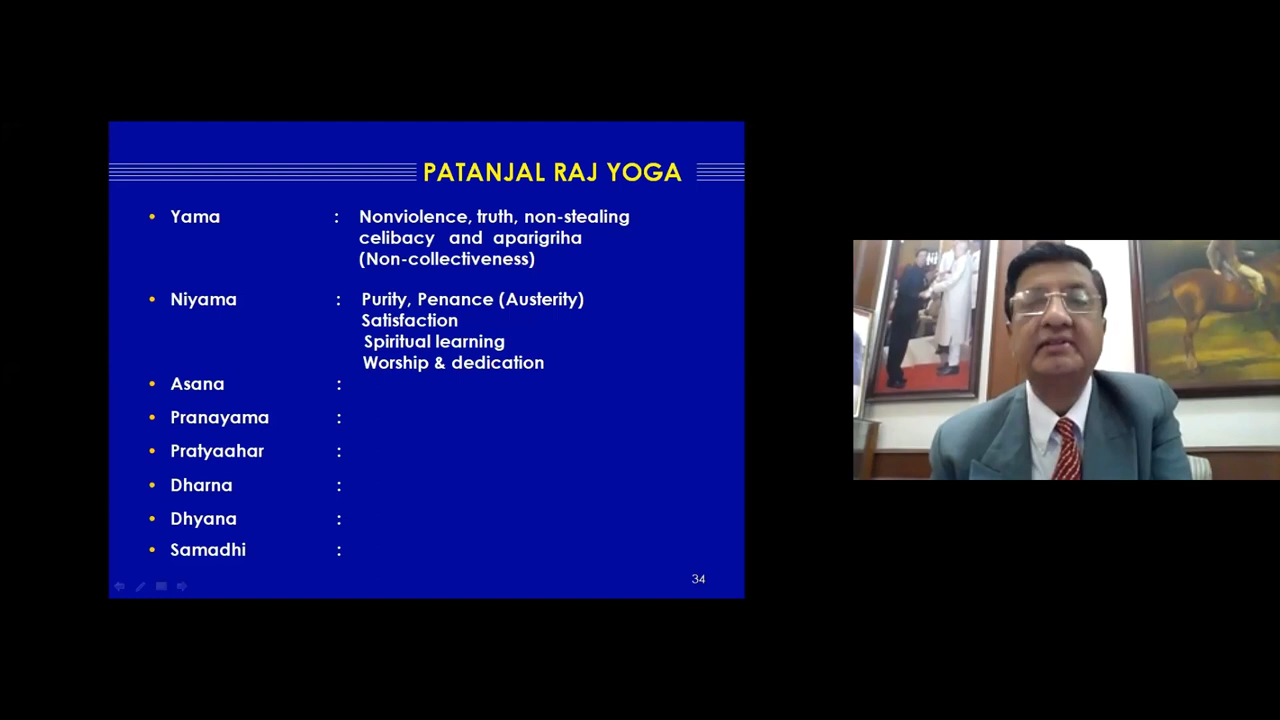 PATANJAL RAJ YOGA
• Yama : Nonviolence, truth, non-stealing
celibacy and aparigriha
(Non-collectiveness)
• Niyama : Purity, Penance (Austerity)
Satisfaction
Spiritual learning
Worship & dedication
• Asana :
• Pranayama :
• Pratyaahar :
• Dharna :
• Dhyana :
• Samadhi :
34